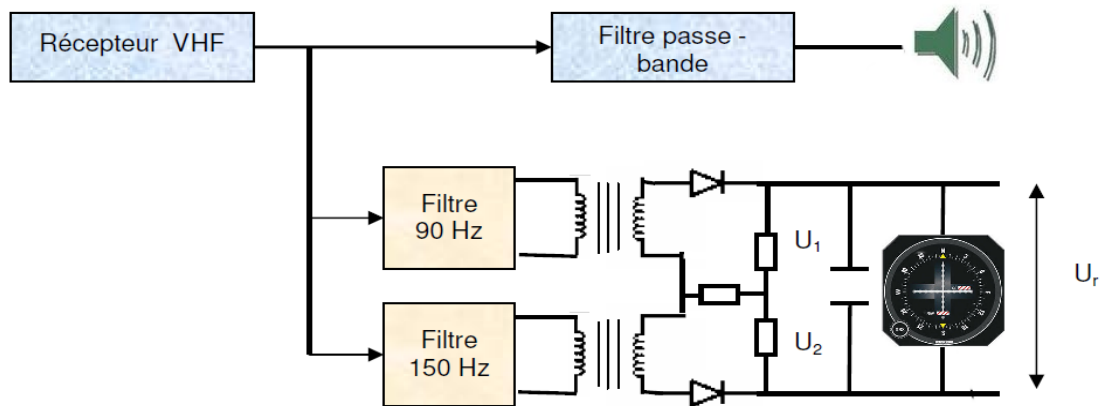 Récepteur VHF
Filtre passe -
bande
Filtre
90 Hz
U1
Ur
Filtre
150 Hz
U2